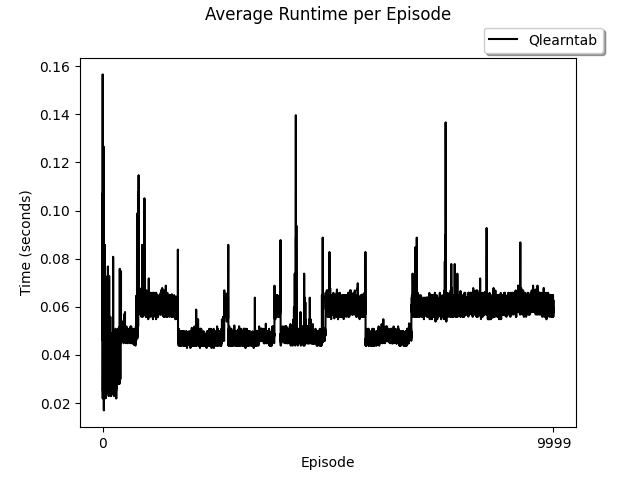 Average Runtime per Episode
Qlearntab
0.16
0.14
0.12
0.10
0.08
0.06
0.04
0.02
Time (seconds)
0
9999
Episode